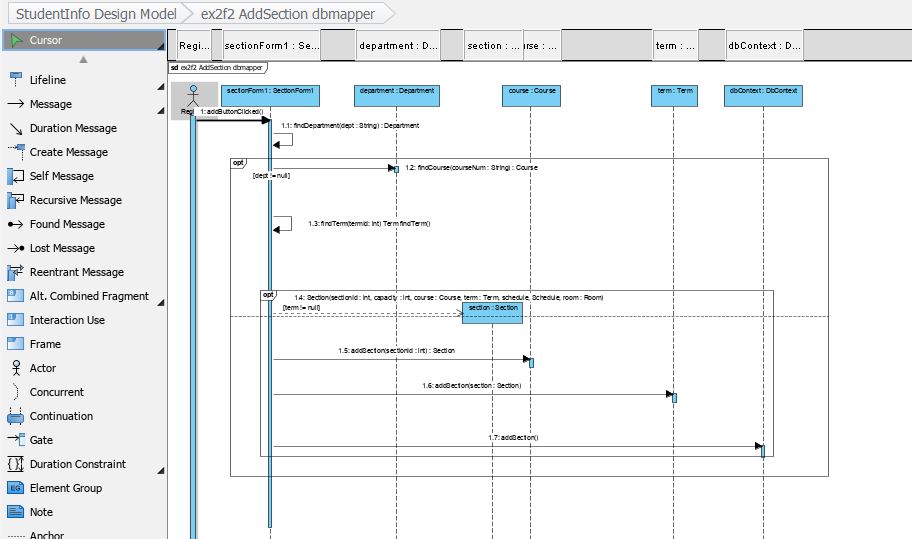 StudentInfo Design Model
ex2f2 AddSection dbmapper
Cursor
Lifeline
Message
Duration Message
Create Message
Self Message
Recursive Message
Found Message
Lost Message
Reentrant Message
Alt. Combined Fragment
Interaction Use
Frame
Actor
Concurrent
Continuation
Gate
Duration Constraint
EG Element Group
Note
Anchor
Regi...
sectionForm1 : Se...
department : D...
section : ...
rse : ...
term : ...
dbContext : D...
sd ex2f2 AddSection dbmapper
sectionForm1 : SectionForm1
department : Department
course : Course
term : Term
dbContext : DbContext
Regi
1: addButtonClicked()
1.1: findDepartment(dept : String) : Department
opt
[dept != null]
1.2: findCourse(courseNum : String) : Course
1.3: findTerm(termId: int) Term findTerm()
opt
1.4: Section(sectionId : int, capacity : int, course : Course, term : Term, schedule, Schedule, room : Room)
[term != null]
section : Section
1.5: addSection(sectionId : int) : Section
1.6: addSection(section : Section)
1.7: addSection()